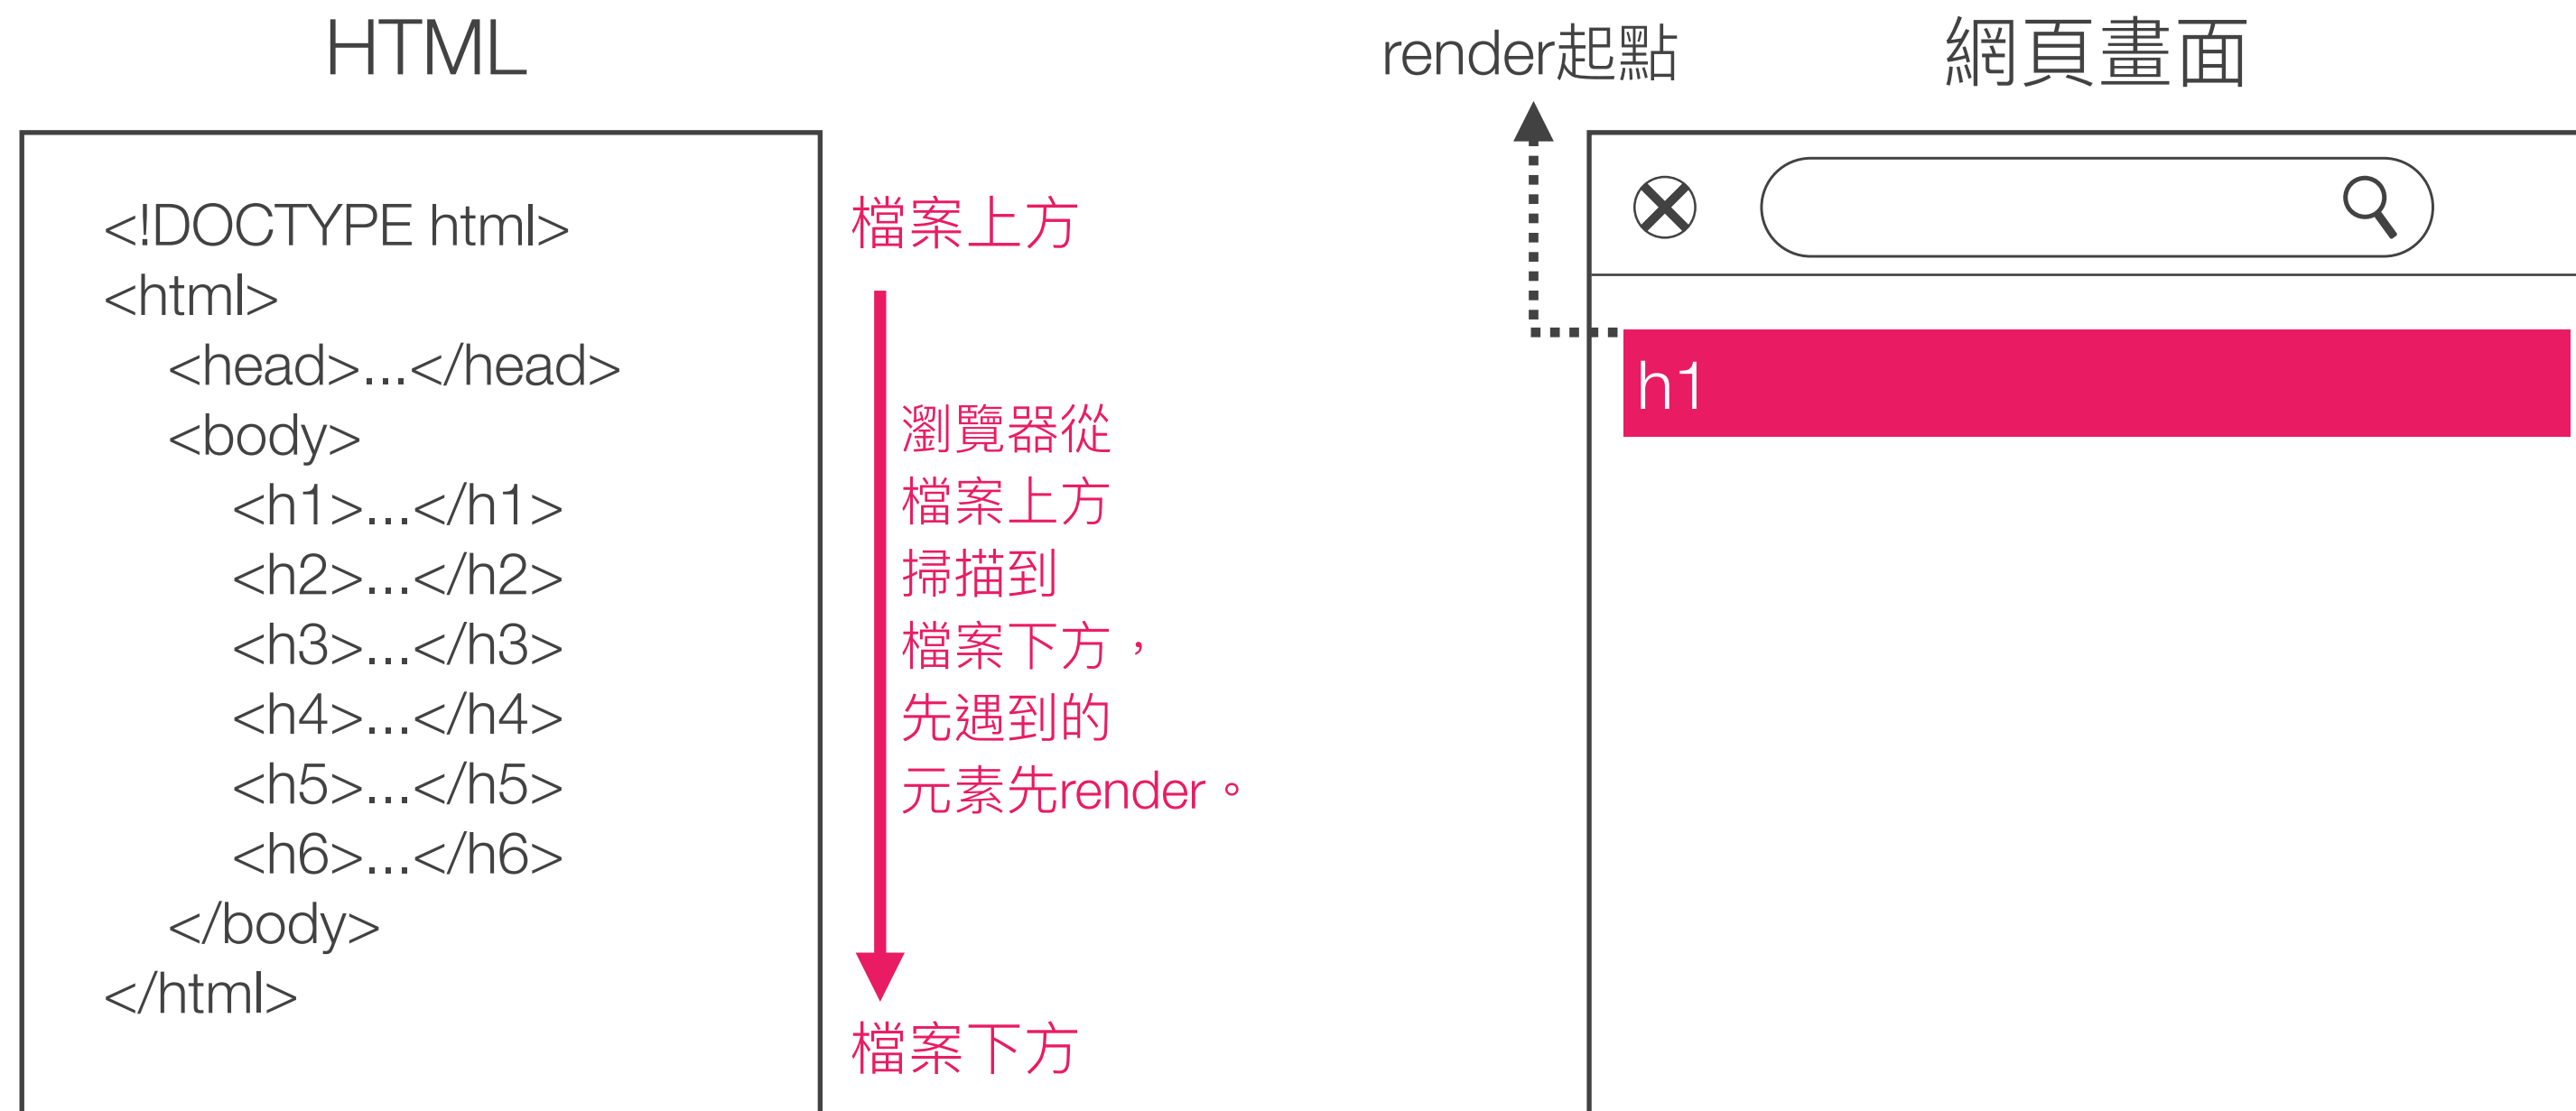 HTML
<!DOCTYPE html>
<html>
<head>...</head>
<body>
<h1>...</h1>
<h2>...</h2>
<h3>...</h3>
<h4>...</h4>
<h5>...</h5>
<h6>...</h6>
</body>
</html>
檔案上方
瀏覽器從
檔案上方
掃描到
檔案下方，
先遇到的
元素先render。
檔案下方
render起點
網頁畫面
h1